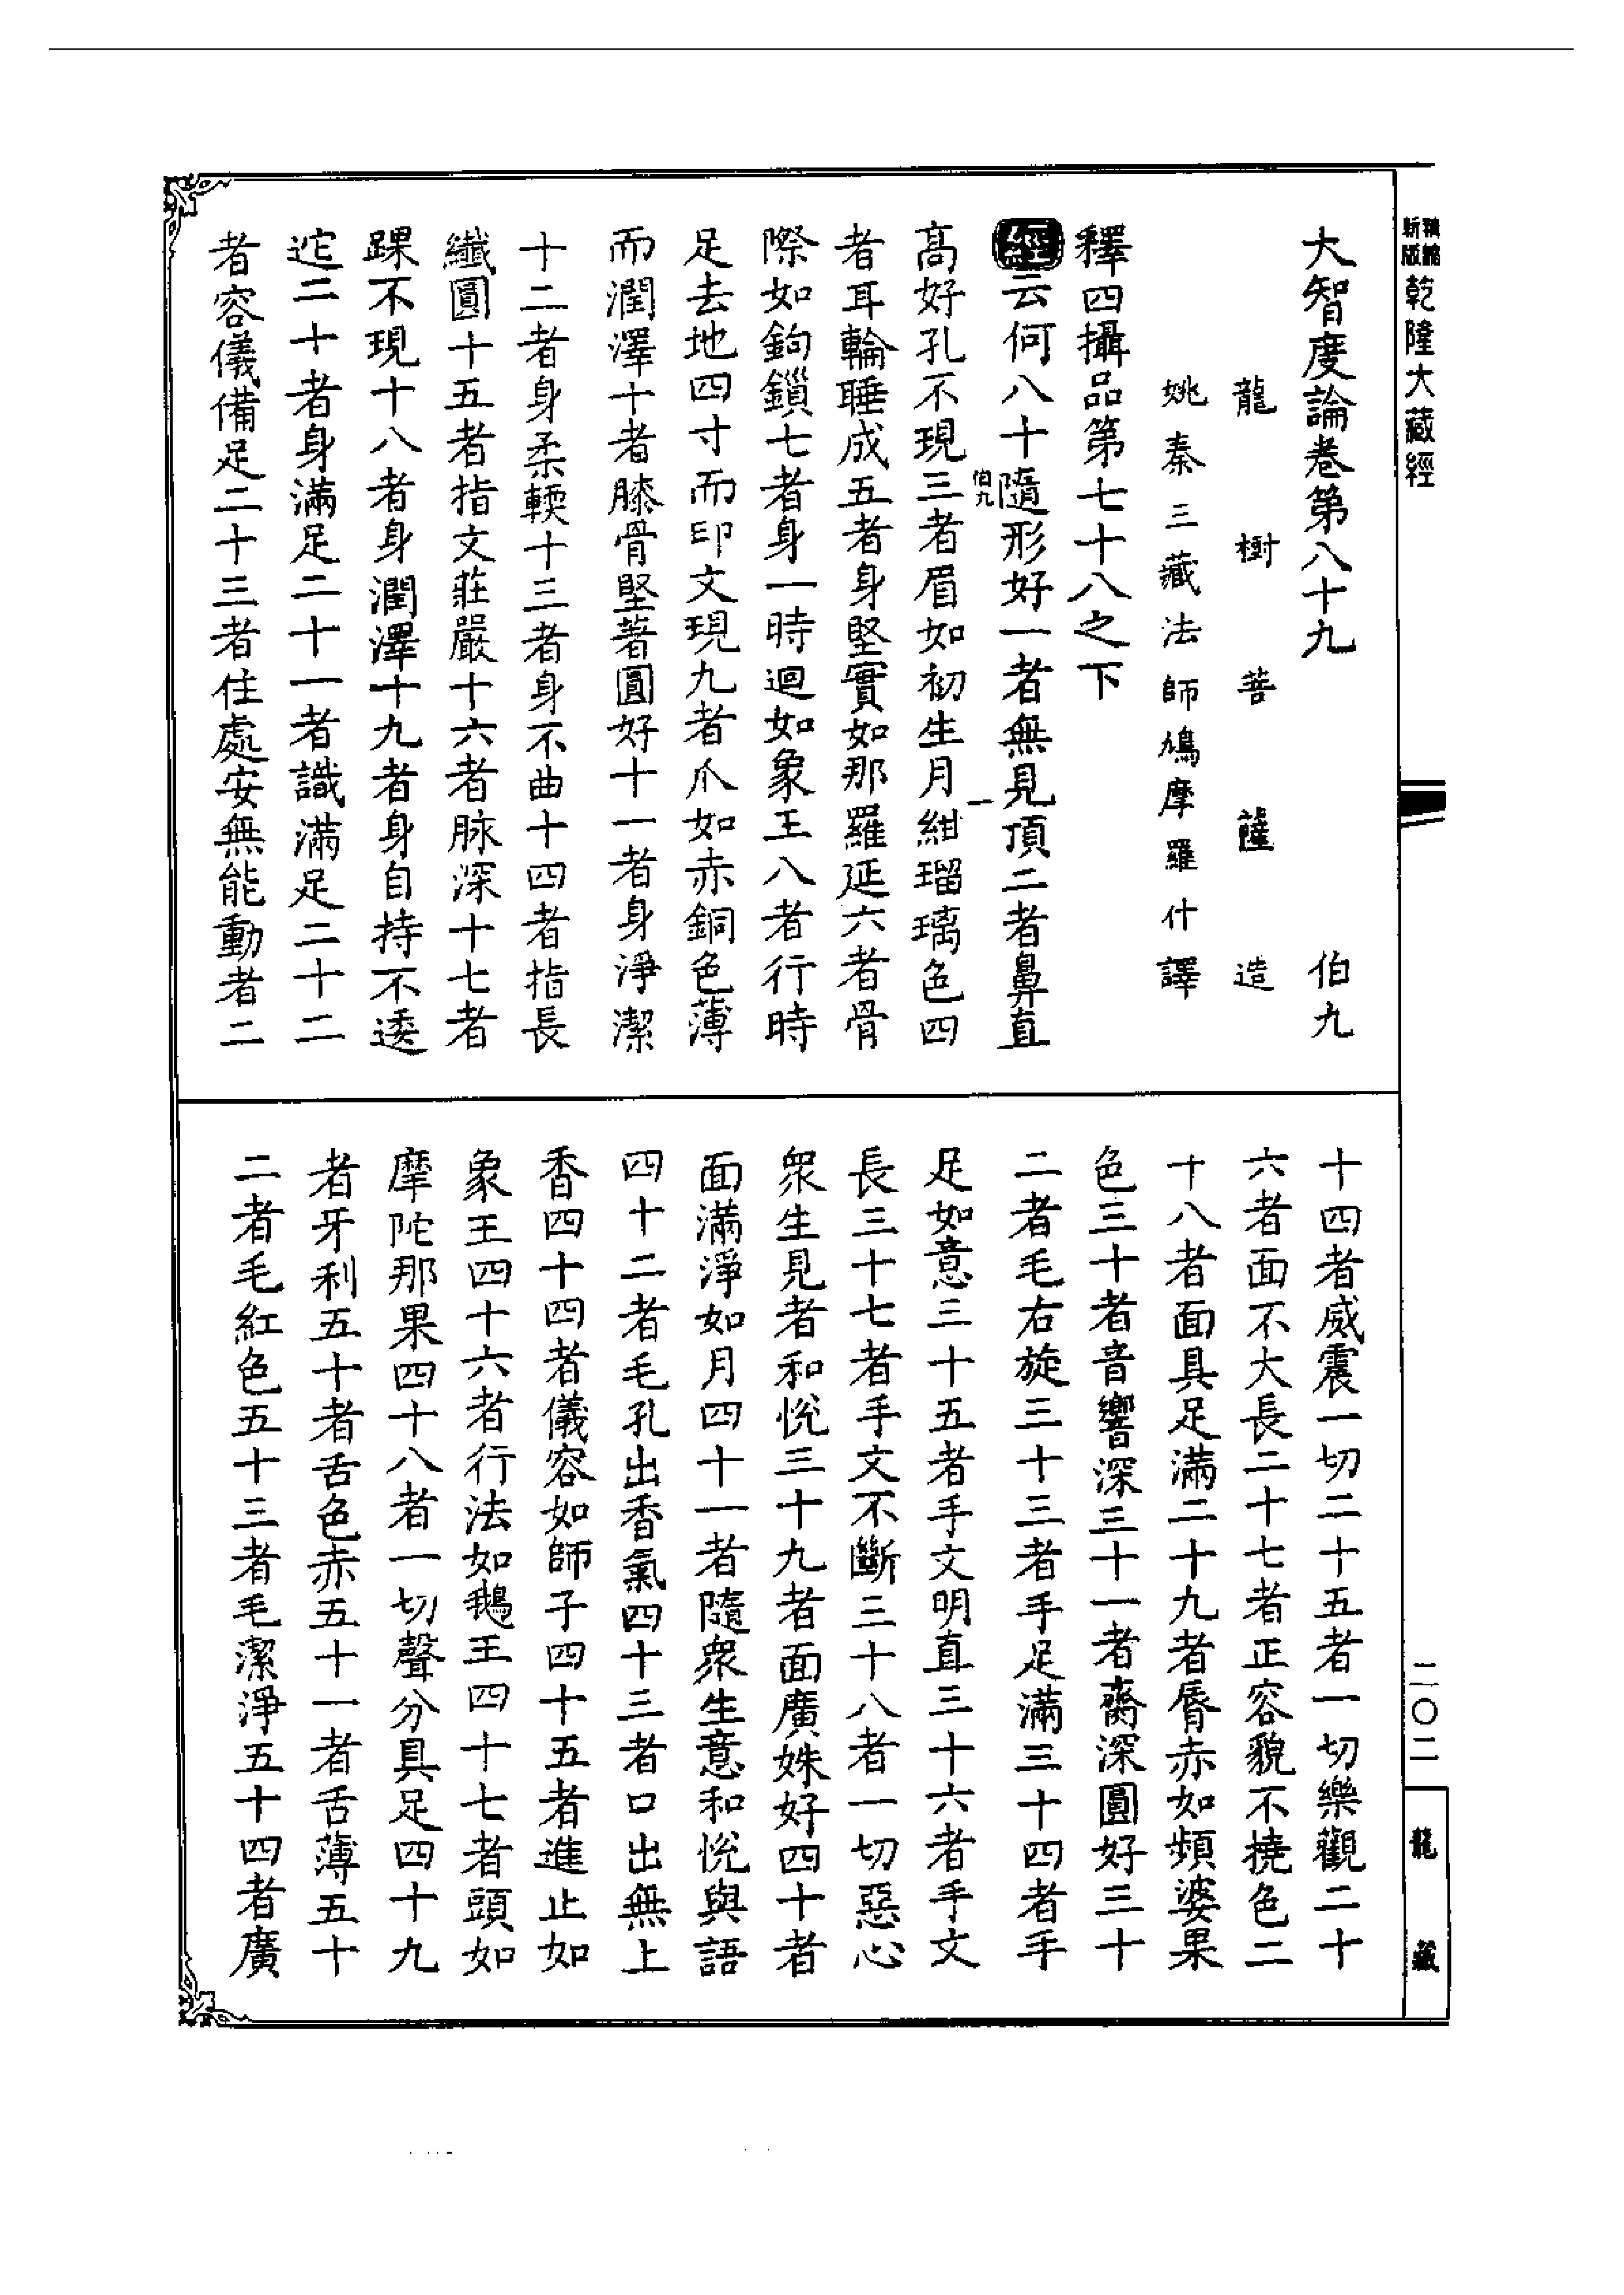 新版
精編
乾隆大藏經
二〇二
龍藏
大智度論卷第八十九 伯九
龍樹菩薩造
姚秦三藏法師鳩摩羅什譯
釋四攝品第七十八之下
經云何八十隨形好一者無見頂二者鼻直
伯九
一
高好孔不現三者眉如初生月紺瑠璃色四
者耳輪埵成五者身堅實如那羅延六者骨
際如鉤鎖七者身一時迴如象王八者行時
足去地四寸而印文現九者爪如赤銅色薄
而潤澤十者膝骨堅著圓好十一者身淨潔
十二者身柔輭十三者身不曲十四者指長
纖圓十五者指文莊嚴十六者脉深十七者
踝不現十八者身潤澤十九者身自持不逶
迱二十者身滿足二十一者識滿足二十二
者容儀備足二十三者住處安無能動者二
十四者威震一切二十五者一切樂觀二十
六者面不大長二十七者正容貌不撓色二
十八者面具足滿二十九者脣赤如頻婆果
色三十者音響深三十一者齎深圓好三十
二者毛右旋三十三者手足滿三十四者手
足如意三十五者手文明直三十六者手文
長三十七者手文不斷三十八者一切惡心
衆生見者和悅三十九者面廣姝好四十者
面滿淨如月四十一者隨衆生意和悅與語
四十二者毛孔出香氣四十三者口出無上
香四十四者儀容如師子四十五者進止如
象王四十六者行法如鵝王四十七者頭如
摩陀那果四十八者一切聲分具足四十九
者牙利五十者舌色赤五十一者舌薄五十
二者毛紅色五十三者毛潔淨五十四者廣